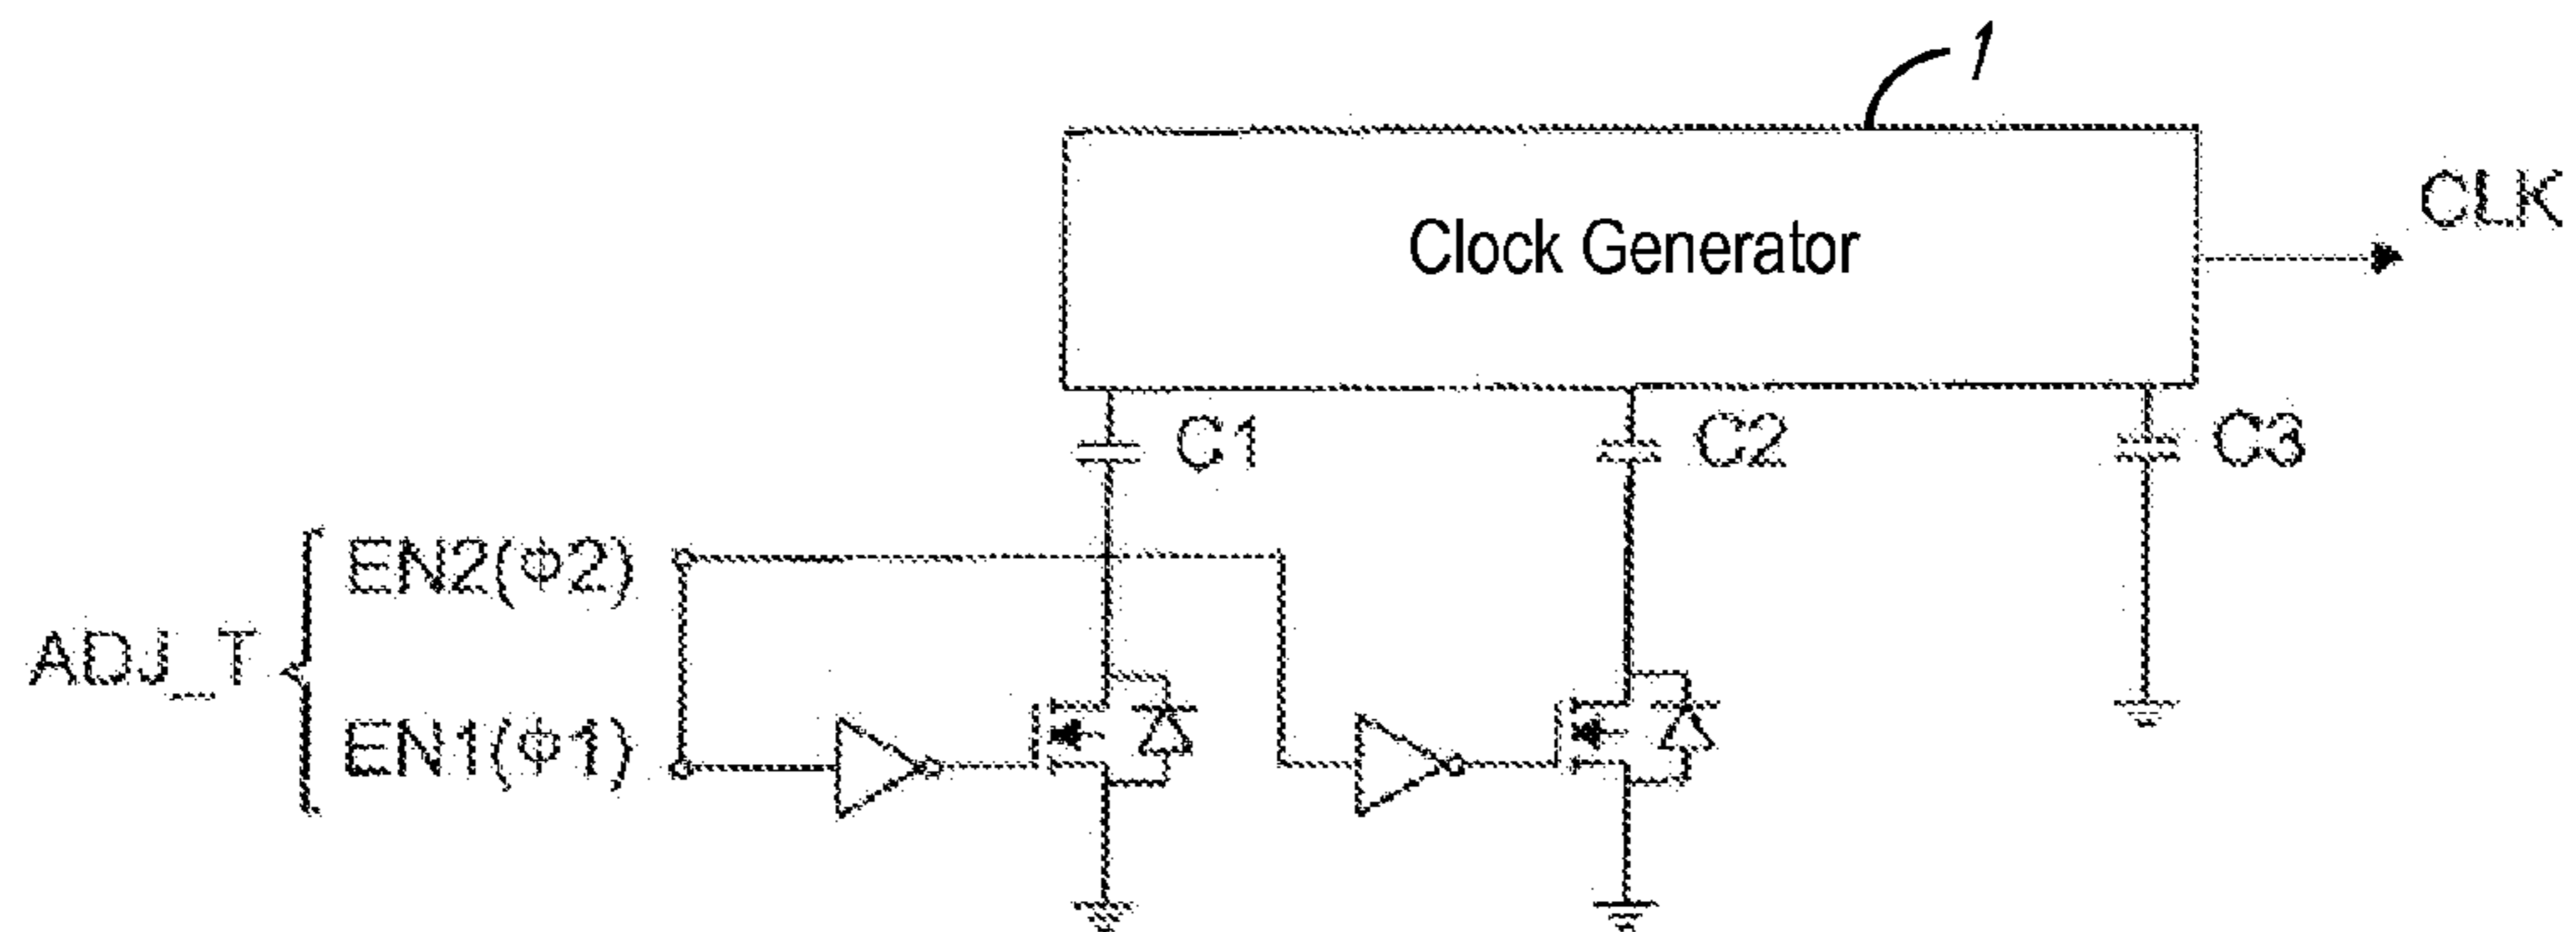 1
Clock Generator
CLK
C1
C2
C3
EN2(Φ2)
ADJ_T
EN1(Φ1)